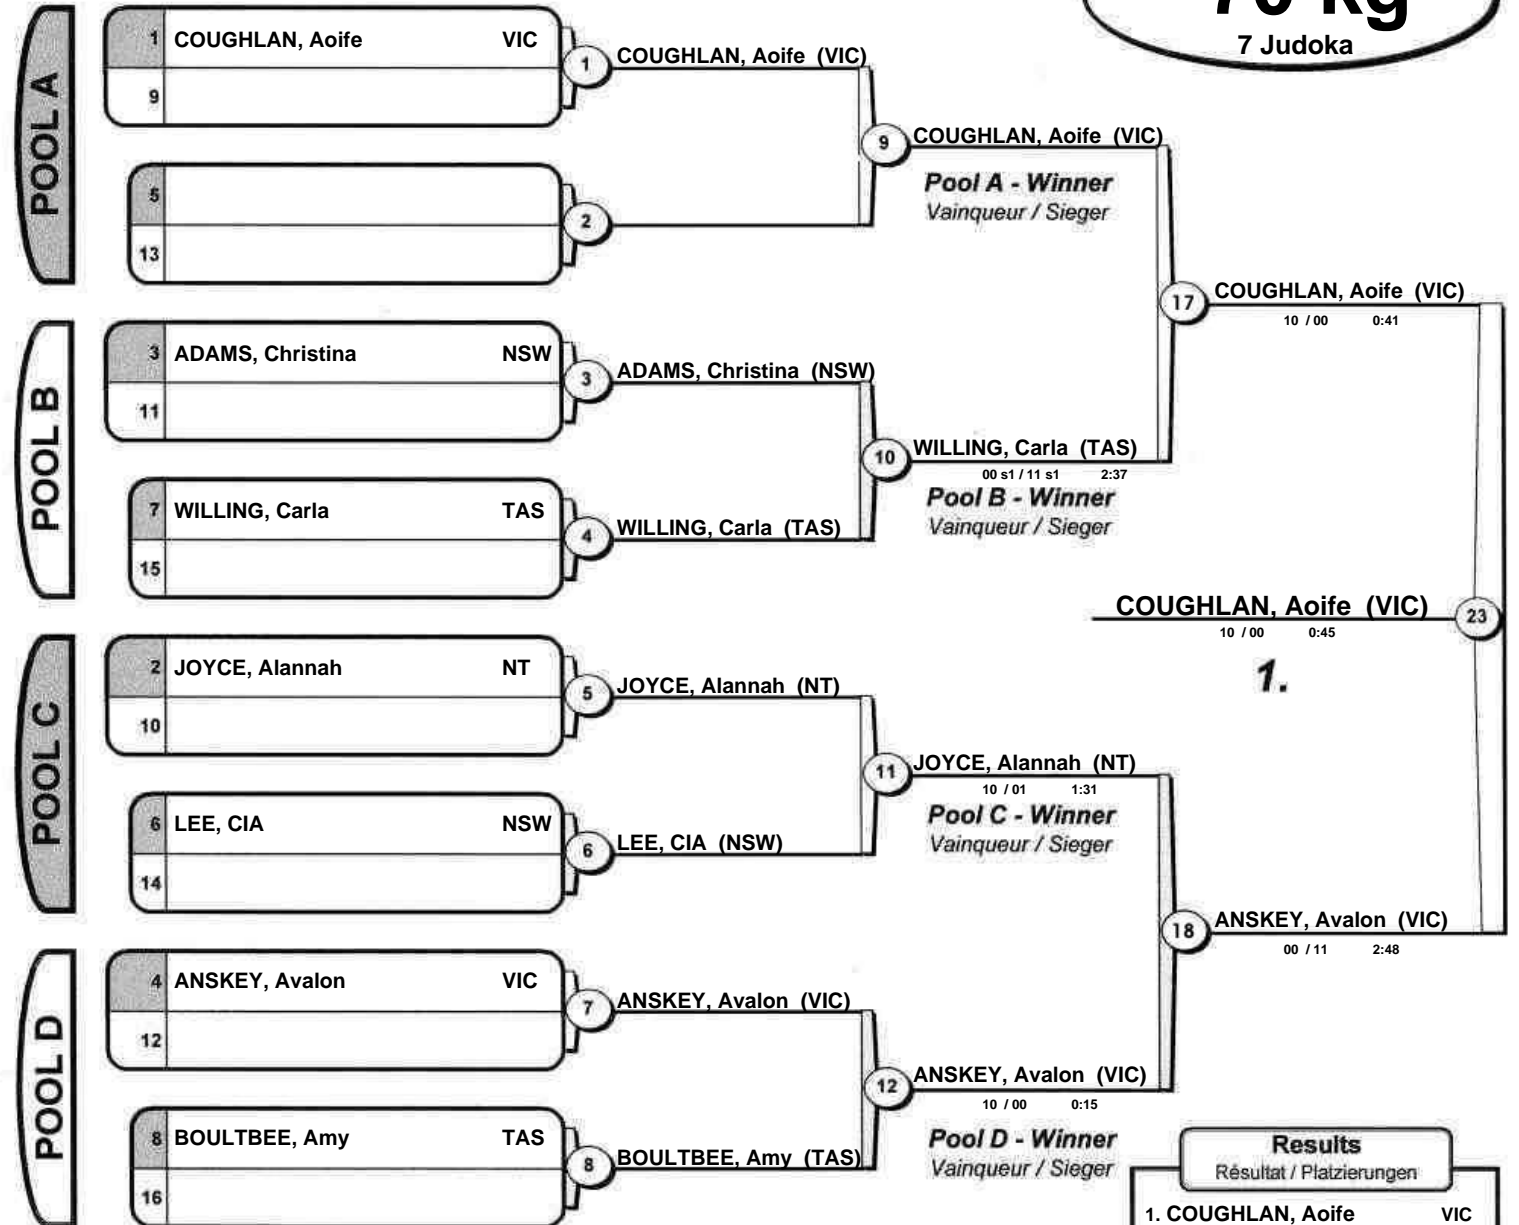 70 kg
7 Judoka
POOL A
1 COUGHLAN, Aoife VIC
9
1 COUGHLAN, Aoife (VIC)
5
13
2
9 COUGHLAN, Aoife (VIC)
Pool A - Winner
Vainqueur / Sieger
17 COUGHLAN, Aoife (VIC)
10 / 00 0:41
POOL B
3 ADAMS, Christina NSW
11
3 ADAMS, Christina (NSW)
7 WILLING, Carla TAS
15
4 WILLING, Carla (TAS)
10 WILLING, Carla (TAS)
00 s1 / 11 s1 2:37
Pool B - Winner
Vainqueur / Sieger
COUGHLAN, Aoife (VIC) 23
10 / 00 0:45
1.
POOL C
2 JOYCE, Alannah NT
10
5 JOYCE, Alannah (NT)
6 LEE, CIA NSW
14
6 LEE, CIA (NSW)
11 JOYCE, Alannah (NT)
10 / 01 1:31
Pool C - Winner
Vainqueur / Sieger
18 ANSKEY, Avalon (VIC)
00 / 11 2:48
POOL D
4 ANSKEY, Avalon VIC
12
7 ANSKEY, Avalon (VIC)
8 BOULTBEE, Amy TAS
16
8 BOULTBEE, Amy (TAS)
12 ANSKEY, Avalon (VIC)
10 / 00 0:15
Pool D - Winner
Vainqueur / Sieger
Results
Résultat / Platzierungen
1. COUGHLAN, Aoife VIC